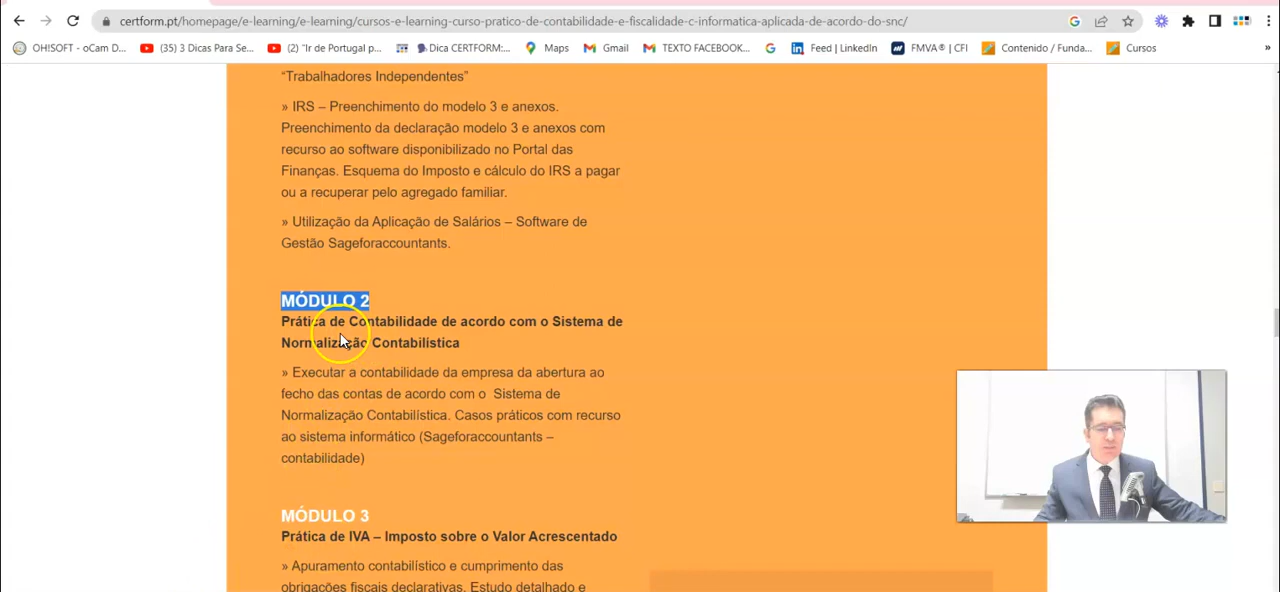 certform.pt/homepage/e-learning/e-learning/cursos-e-learning-curso-pratico-de-contabilidade-e-fiscalidade-c-informatica-aplicada-de-acordo-do-snc/
OH!SOFT - oCam D...
(35) 3 Dicas Para Se...
(2) "Ir de Portugal p...
Dica CERTFORM:...
Maps
Gmail
TEXTO FACEBOOK...
Feed | LinkedIn
FMVA® | CFI
Contenido / Funda...
Cursos
»
“Trabalhadores Independentes”
» IRS – Preenchimento do modelo 3 e anexos.
Preenchimento da declaração modelo 3 e anexos com
recurso ao software disponibilizado no Portal das
Finanças. Esquema do Imposto e cálculo do IRS a pagar
ou a recuperar pelo agregado familiar.
» Utilização da Aplicação de Salários – Software de
Gestão Sageforaccountants.
MÓDULO 2
Prática de Contabilidade de acordo com o Sistema de
Normalização Contabilística
» Executar a contabilidade da empresa da abertura ao
fecho das contas de acordo com o Sistema de
Normalização Contabilística. Casos práticos com recurso
ao sistema informático (Sageforaccountants –
contabilidade)
MÓDULO 3
Prática de IVA – Imposto sobre o Valor Acrescentado
» Apuramento contabilístico e cumprimento das
obrigações fiscais declarativas. Estudo detalhado e